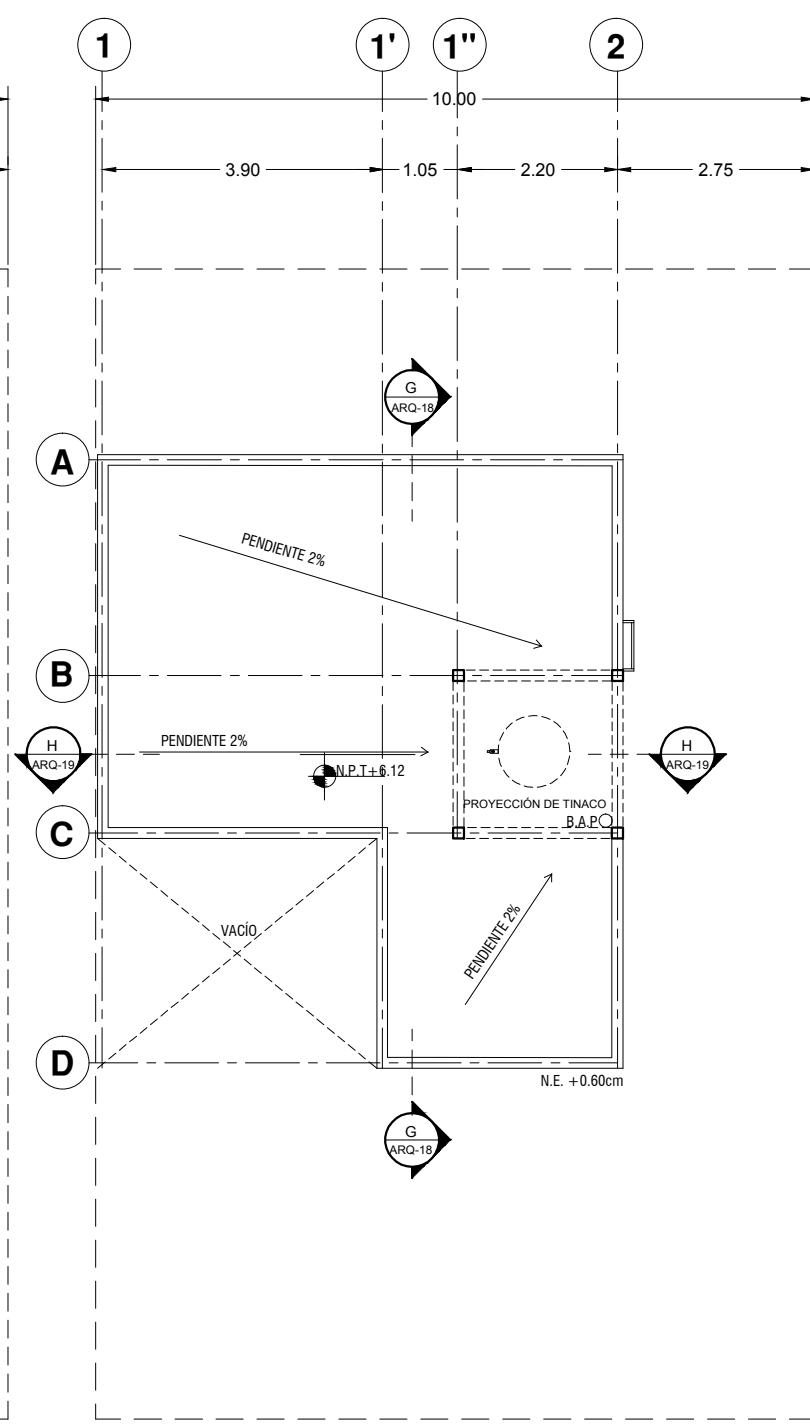 1 1' 1'' 2
10.00
3.90 1.05 2.20 2.75
G
ARQ-18
A
PENDIENTE 2%
B
PENDIENTE 2%
H
ARQ-19
H
ARQ-19
N.P.T+6.12
PROYECCIÓN DE TINACO
B.A.P
C
VACÍO
PENDIENTE 2%
D
N.E. +0.60cm
G
ARQ-18